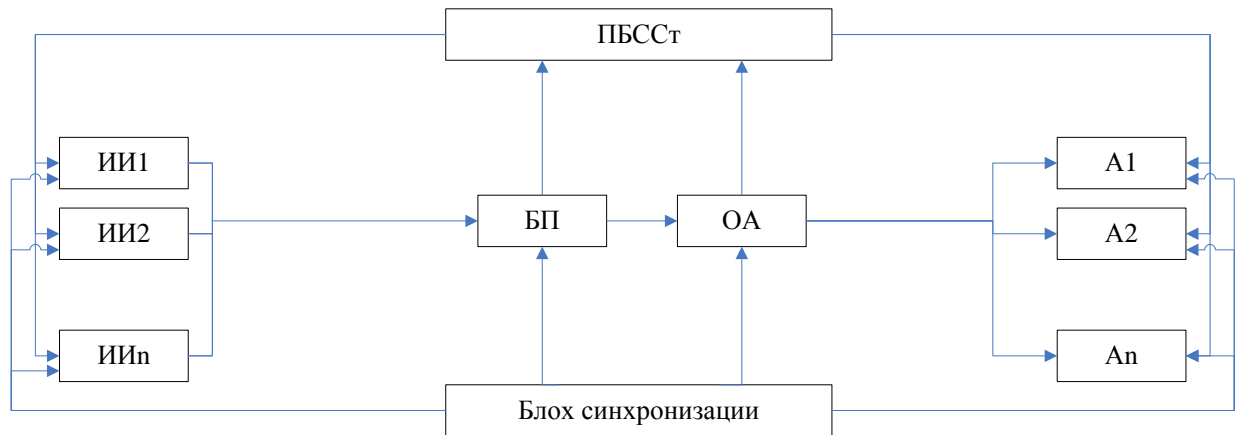 ПБССт
ИИ1
А1
БП
ОА
ИИ2
А2
ИИn
Аn
Блох синхронизации